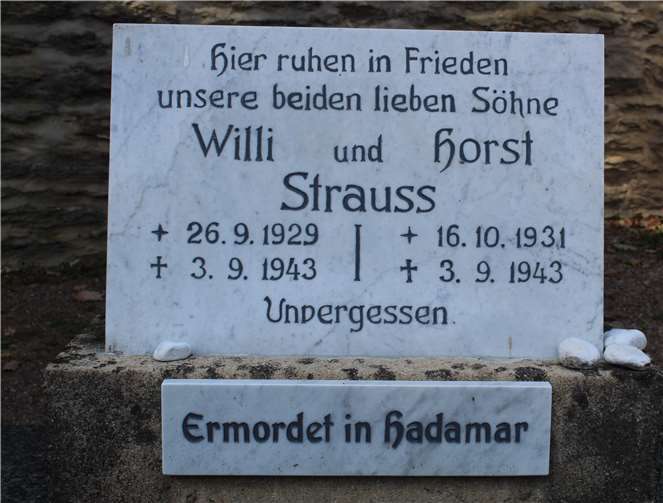 Hier ruhen in Frieden
unsere beiden lieben Söhne
Willi und Horst
Strauss
+ 26.9.1929 | + 16.10.1931
✝ 3.9.1943 | ✝ 3.9.1943
Unvergessen.
Ermordet in Hadamar